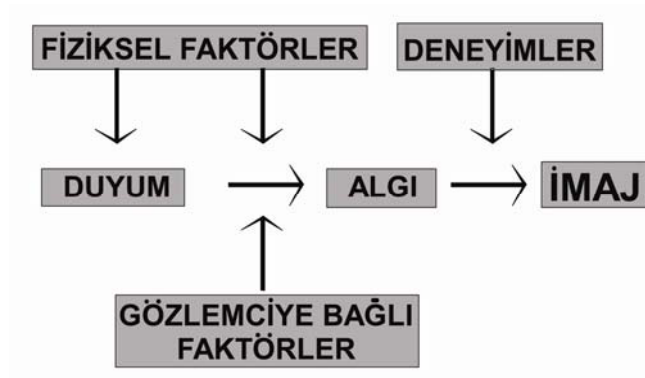 FİZİKSEL FAKTÖRLER
DENEYİMLER
DUYUM
ALGI
İMAJ
GÖZLEMCİYE BAĞLI
FAKTÖRLER